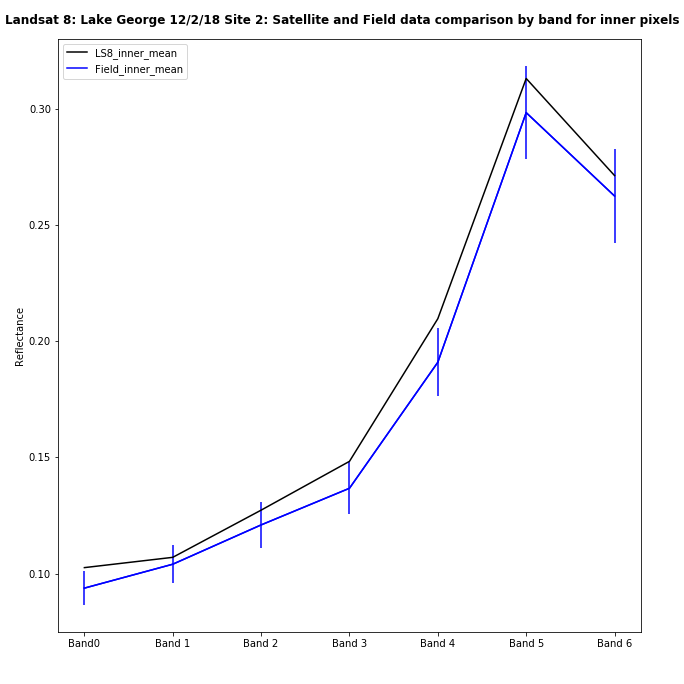 Landsat 8: Lake George 12/2/18 Site 2: Satellite and Field data comparison by band for inner pixels
LS8_inner_mean
Field_inner_mean
0.30
0.25
0.20
0.15
0.10
Reflectance
Band0 Band 1 Band 2 Band 3 Band 4 Band 5 Band 6